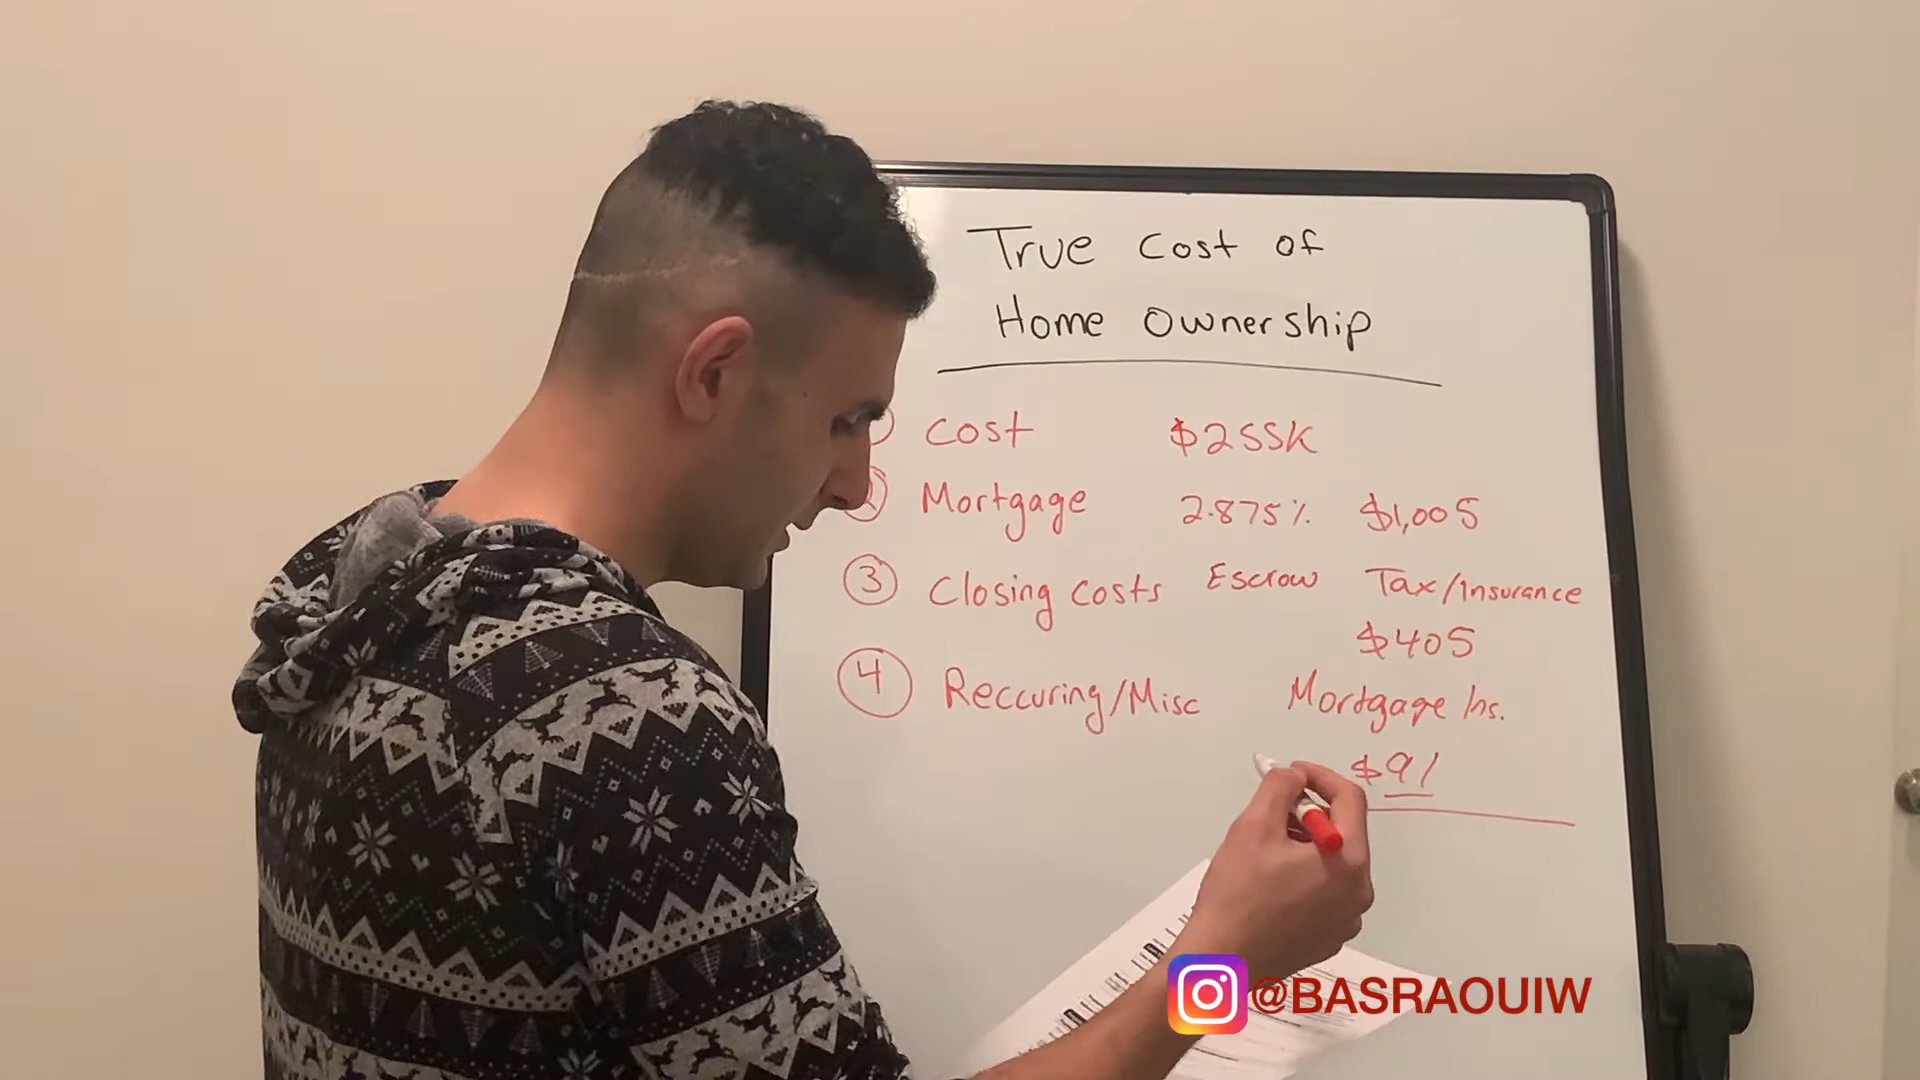 True Cost of
Home Ownership
Cost $255K
2 Mortgage 2.875% $1,005
3 Closing Costs Escrow Tax/Insurance
$405
4 Reccuring/Misc Mortgage Ins.
$91
@BASRAOUIW